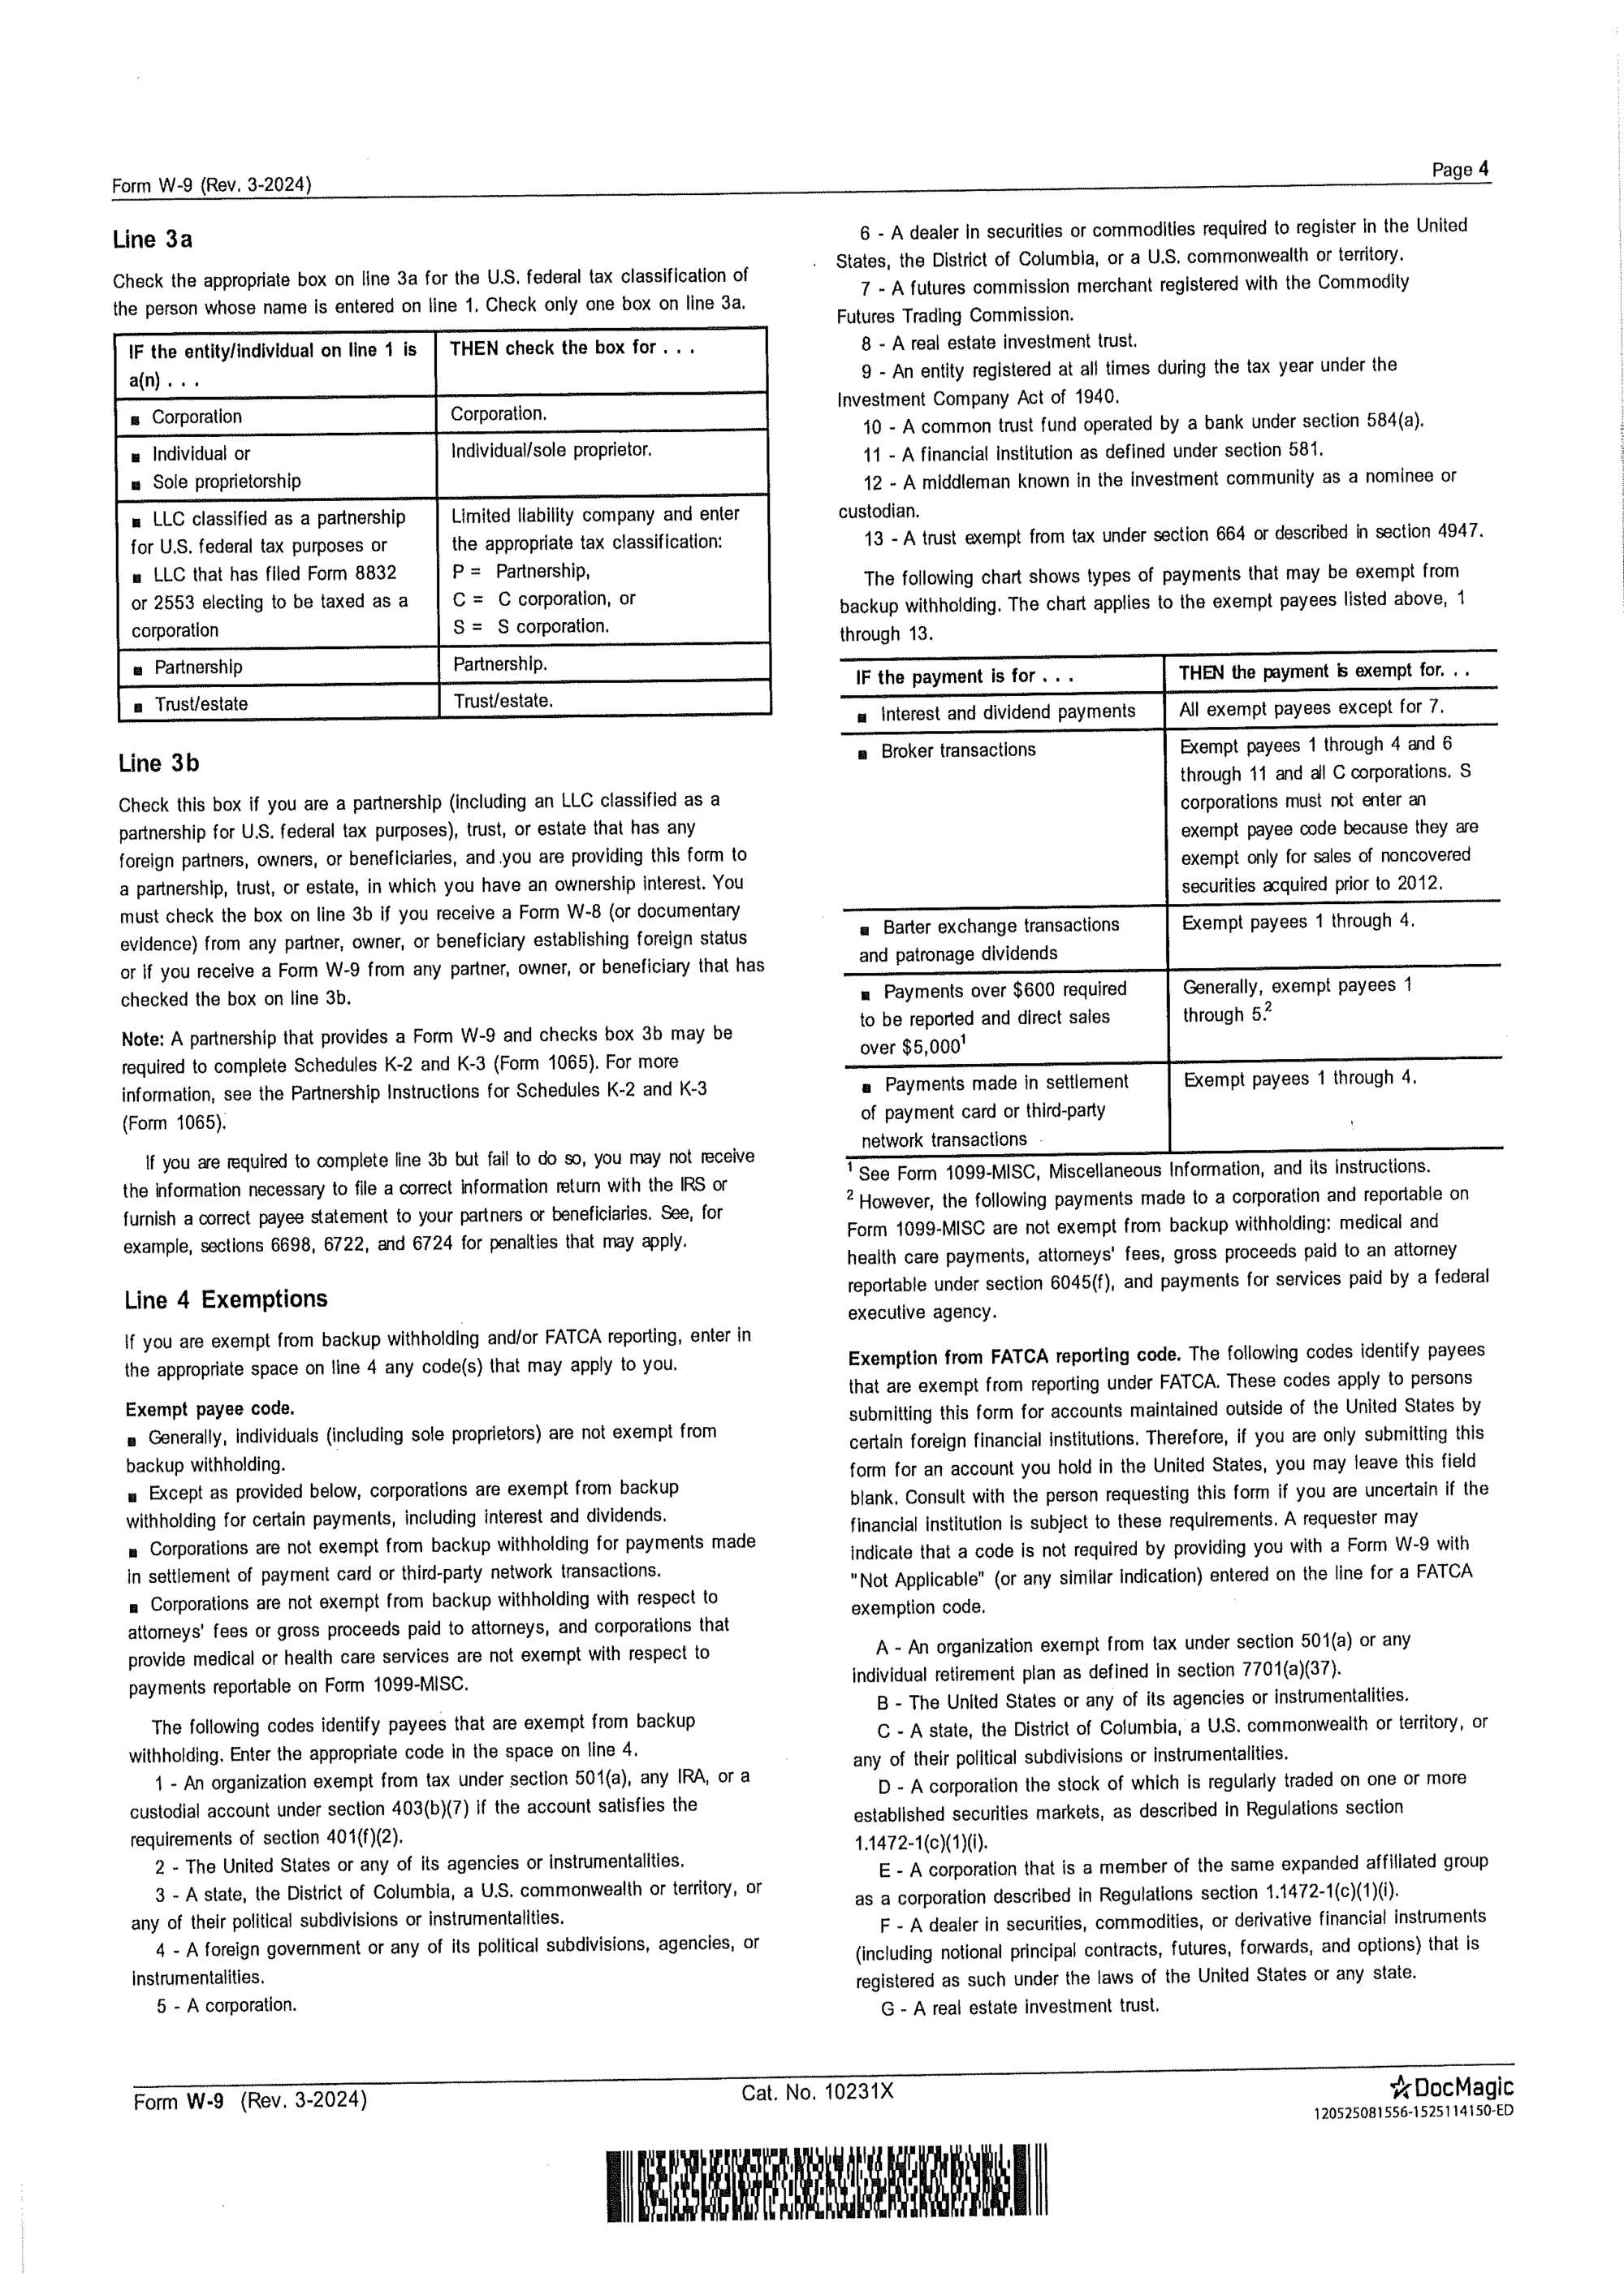 Form W-9 (Rev. 3-2024)
Page 4
Line 3a
Check the appropriate box on line 3a for the U.S. federal tax classification of
the person whose name is entered on line 1. Check only one box on line 3a.
IF the entity/individual on line 1 is
a(n) . . .
THEN check the box for . . .
■ Corporation
Corporation.
■ Individual or
■ Sole proprietorship
Individual/sole proprietor.
■ LLC classified as a partnership
for U.S. federal tax purposes or
■ LLC that has filed Form 8832
or 2553 electing to be taxed as a
corporation
Limited liability company and enter
the appropriate tax classification:
P = Partnership,
C = C corporation, or
S = S corporation.
■ Partnership
Partnership.
■ Trust/estate
Trust/estate.
Line 3b
Check this box if you are a partnership (including an LLC classified as a
partnership for U.S. federal tax purposes), trust, or estate that has any
foreign partners, owners, or beneficiaries, and you are providing this form to
a partnership, trust, or estate, in which you have an ownership interest. You
must check the box on line 3b if you receive a Form W-8 (or documentary
evidence) from any partner, owner, or beneficiary establishing foreign status
or if you receive a Form W-9 from any partner, owner, or beneficiary that has
checked the box on line 3b.
Note: A partnership that provides a Form W-9 and checks box 3b may be
required to complete Schedules K-2 and K-3 (Form 1065). For more
information, see the Partnership Instructions for Schedules K-2 and K-3
(Form 1065).
If you are required to complete line 3b but fail to do so, you may not receive
the information necessary to file a correct information return with the IRS or
furnish a correct payee statement to your partners or beneficiaries. See, for
example, sections 6698, 6722, and 6724 for penalties that may apply.
Line 4 Exemptions
If you are exempt from backup withholding and/or FATCA reporting, enter in
the appropriate space on line 4 any code(s) that may apply to you.
Exempt payee code.
■ Generally, individuals (including sole proprietors) are not exempt from
backup withholding.
■ Except as provided below, corporations are exempt from backup
withholding for certain payments, including interest and dividends.
■ Corporations are not exempt from backup withholding for payments made
in settlement of payment card or third-party network transactions.
■ Corporations are not exempt from backup withholding with respect to
attorneys' fees or gross proceeds paid to attorneys, and corporations that
provide medical or health care services are not exempt with respect to
payments reportable on Form 1099-MISC.
The following codes identify payees that are exempt from backup
withholding. Enter the appropriate code in the space on line 4.
1 - An organization exempt from tax under section 501(a), any IRA, or a
custodial account under section 403(b)(7) if the account satisfies the
requirements of section 401(f)(2).
2 - The United States or any of its agencies or instrumentalities.
3 - A state, the District of Columbia, a U.S. commonwealth or territory, or
any of their political subdivisions or instrumentalities.
4 - A foreign government or any of its political subdivisions, agencies, or
instrumentalities.
5 - A corporation.
6 - A dealer in securities or commodities required to register in the United
States, the District of Columbia, or a U.S. commonwealth or territory.
7 - A futures commission merchant registered with the Commodity
Futures Trading Commission.
8 - A real estate investment trust.
9 - An entity registered at all times during the tax year under the
Investment Company Act of 1940.
10 - A common trust fund operated by a bank under section 584(a).
11 - A financial institution as defined under section 581.
12 - A middleman known in the investment community as a nominee or
custodian.
13 - A trust exempt from tax under section 664 or described in section 4947.
The following chart shows types of payments that may be exempt from
backup withholding. The chart applies to the exempt payees listed above, 1
through 13.
IF the payment is for . . .
THEN the payment is exempt for. . .
■ Interest and dividend payments
All exempt payees except for 7.
■ Broker transactions
Exempt payees 1 through 4 and 6
through 11 and all C corporations. S
corporations must not enter an
exempt payee code because they are
exempt only for sales of noncovered
securities acquired prior to 2012.
■ Barter exchange transactions
and patronage dividends
Exempt payees 1 through 4.
■ Payments over $600 required
to be reported and direct sales
over $5,000¹
Generally, exempt payees 1
through 5.²
■ Payments made in settlement
of payment card or third-party
network transactions
Exempt payees 1 through 4.
¹ See Form 1099-MISC, Miscellaneous Information, and its instructions.
² However, the following payments made to a corporation and reportable on
Form 1099-MISC are not exempt from backup withholding: medical and
health care payments, attorneys' fees, gross proceeds paid to an attorney
reportable under section 6045(f), and payments for services paid by a federal
executive agency.
Exemption from FATCA reporting code. The following codes identify payees
that are exempt from reporting under FATCA. These codes apply to persons
submitting this form for accounts maintained outside of the United States by
certain foreign financial institutions. Therefore, if you are only submitting this
form for an account you hold in the United States, you may leave this field
blank. Consult with the person requesting this form if you are uncertain if the
financial institution is subject to these requirements. A requester may
indicate that a code is not required by providing you with a Form W-9 with
"Not Applicable" (or any similar indication) entered on the line for a FATCA
exemption code.
A - An organization exempt from tax under section 501(a) or any
individual retirement plan as defined in section 7701(a)(37).
B - The United States or any of its agencies or instrumentalities.
C - A state, the District of Columbia, a U.S. commonwealth or territory, or
any of their political subdivisions or instrumentalities.
D - A corporation the stock of which is regularly traded on one or more
established securities markets, as described in Regulations section
1.1472-1(c)(1)(i).
E - A corporation that is a member of the same expanded affiliated group
as a corporation described in Regulations section 1.1472-1(c)(1)(i).
F - A dealer in securities, commodities, or derivative financial instruments
(including notional principal contracts, futures, forwards, and options) that is
registered as such under the laws of the United States or any state.
G - A real estate investment trust.
Form W-9 (Rev. 3-2024)
Cat. No. 10231X
DocMagic
120525081556-1525114150-ED